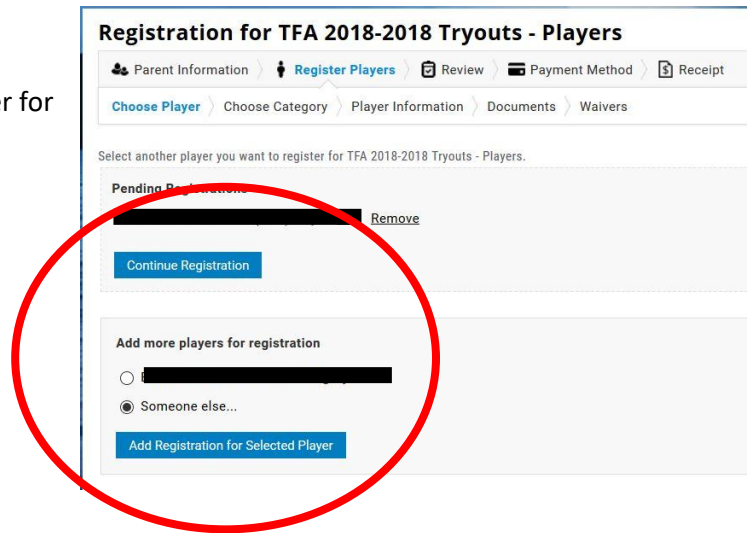 Registration for TFA 2018-2018 Tryouts - Players
Parent Information Register Players Review Payment Method Receipt
er for
Choose Player Choose Category Player Information Documents Waivers
Select another player you want to register for TFA 2018-2018 Tryouts - Players.
Pending Registrations
Remove
Continue Registration
Add more players for registration
Someone else...
Add Registration for Selected Player